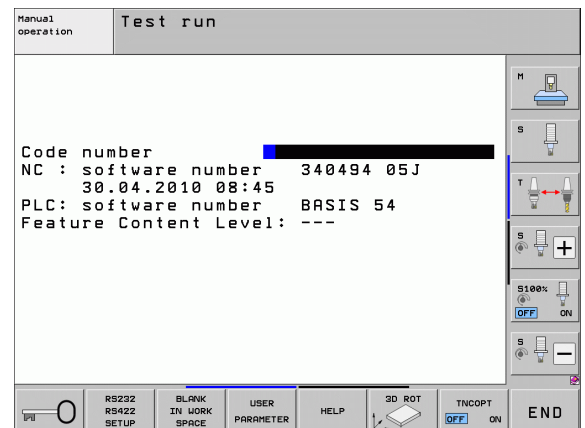 Manual
operation
Test run
M
S
Code number
NC : software number 340494 05J
30.04.2010 08:45
T
PLC: software number BASIS 54
Feature Content Level: ---
S
+
S100%
OFF ON
S
−
RS232
RS422
SETUP
BLANK
IN WORK
SPACE
USER
PARAMETER
HELP
3D ROT
TNCOPT
OFF ON
END